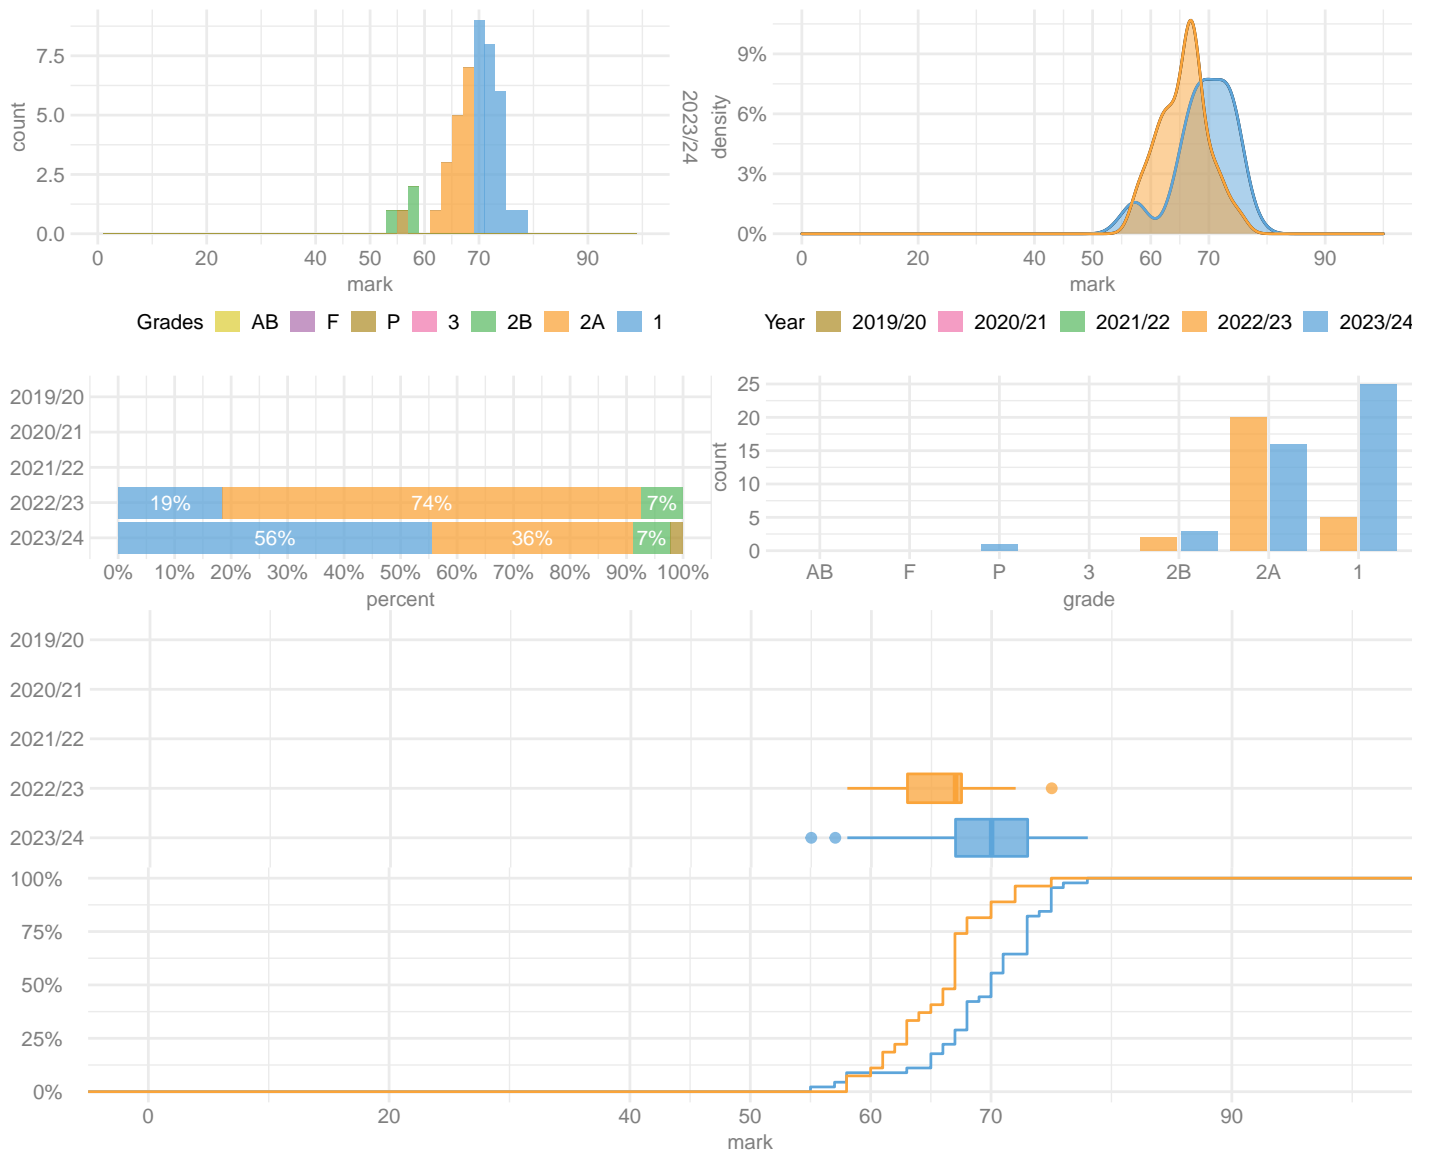 7.5
5.0
2.5
0.0
count
0 20 40 50 60 70 90
mark
2023/24
Grades AB F P 3 2B 2A 1
9%
6%
3%
0%
density
0 20 40 50 60 70 90
mark
Year 2019/20 2020/21 2021/22 2022/23 2023/24
2019/20
2020/21
2021/22
2022/23 19% 74% 7%
2023/24 56% 36% 7%
0% 10% 20% 30% 40% 50% 60% 70% 80% 90% 100%
percent
25
20
15
10
5
0
count
AB F P 3 2B 2A 1
grade
2019/20
2020/21
2021/22
2022/23
2023/24
100%
75%
50%
25%
0%
0 20 40 50 60 70 90
mark